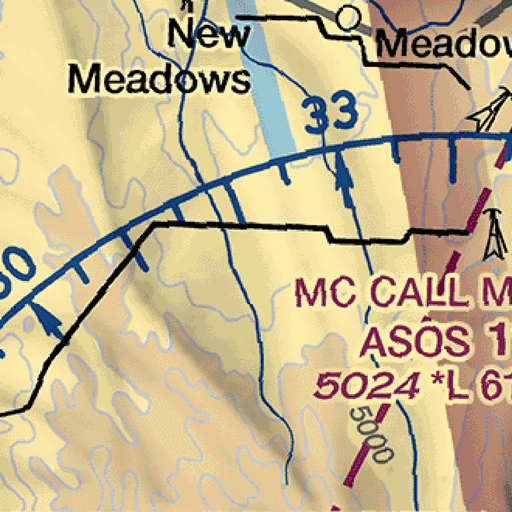 New
Meadows
Meadow
33
30
MC CALL M
ASOS 1
5024 *L 61
5000